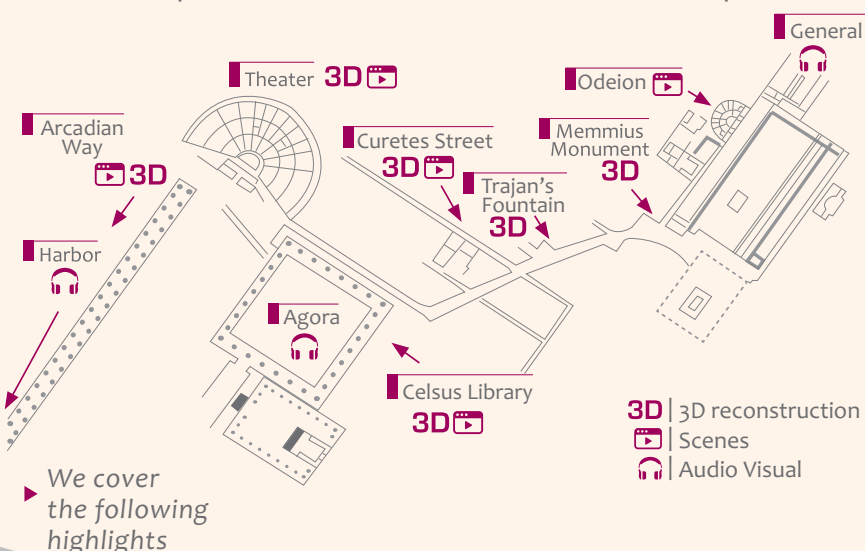 General
Theater 3D
Odeion
Arcadian
Way
3D
Curetes Street
3D
Memmius
Monument
3D
Trajan's
Fountain
3D
Harbor
Agora
Celsus Library
3D
3D | 3D reconstruction
| Scenes
| Audio Visual
We cover
the following
highlights